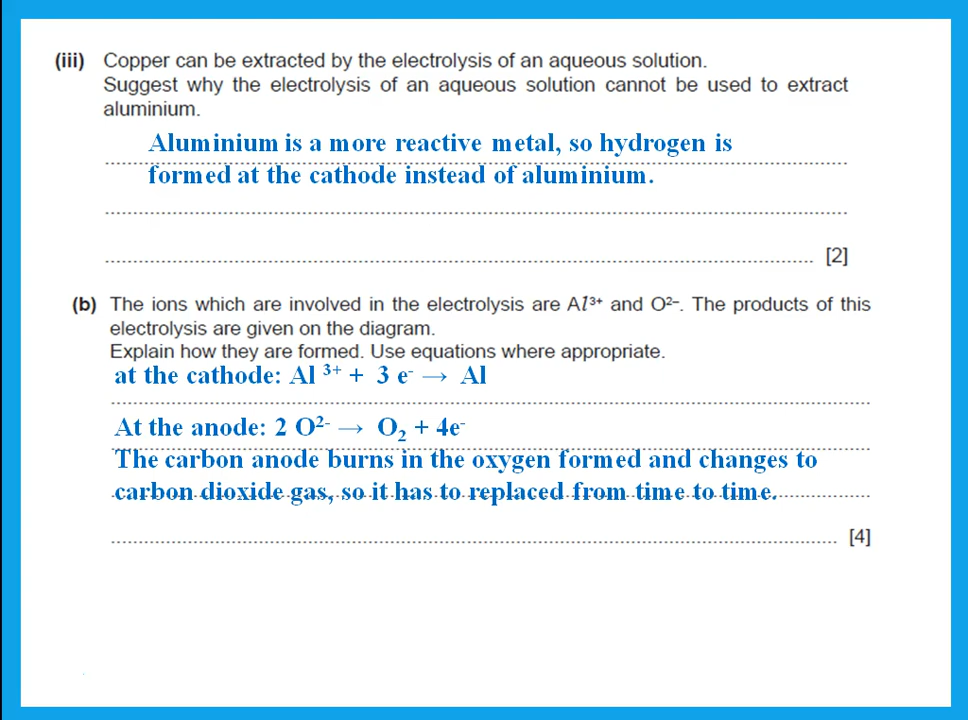 (iii) Copper can be extracted by the electrolysis of an aqueous solution.
Suggest why the electrolysis of an aqueous solution cannot be used to extract
aluminium.
Aluminium is a more reactive metal, so hydrogen is
formed at the cathode instead of aluminium.
[2]
(b) The ions which are involved in the electrolysis are Al³⁺ and O²⁻. The products of this
electrolysis are given on the diagram.
Explain how they are formed. Use equations where appropriate.
at the cathode: Al ³⁺ + 3 e⁻ → Al
At the anode: 2 O²⁻ → O₂ + 4e⁻
The carbon anode burns in the oxygen formed and changes to
carbon dioxide gas, so it has to replaced from time to time.
[4]